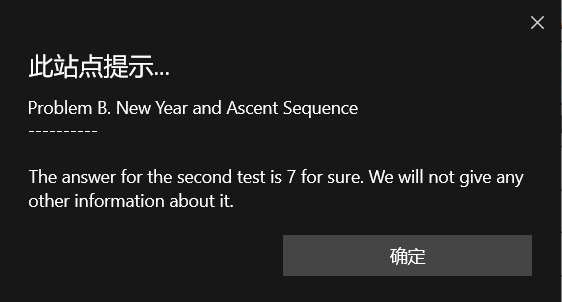 此站点提示...
Problem B. New Year and Ascent Sequence
----------
The answer for the second test is 7 for sure. We will not give any
other information about it.
确定